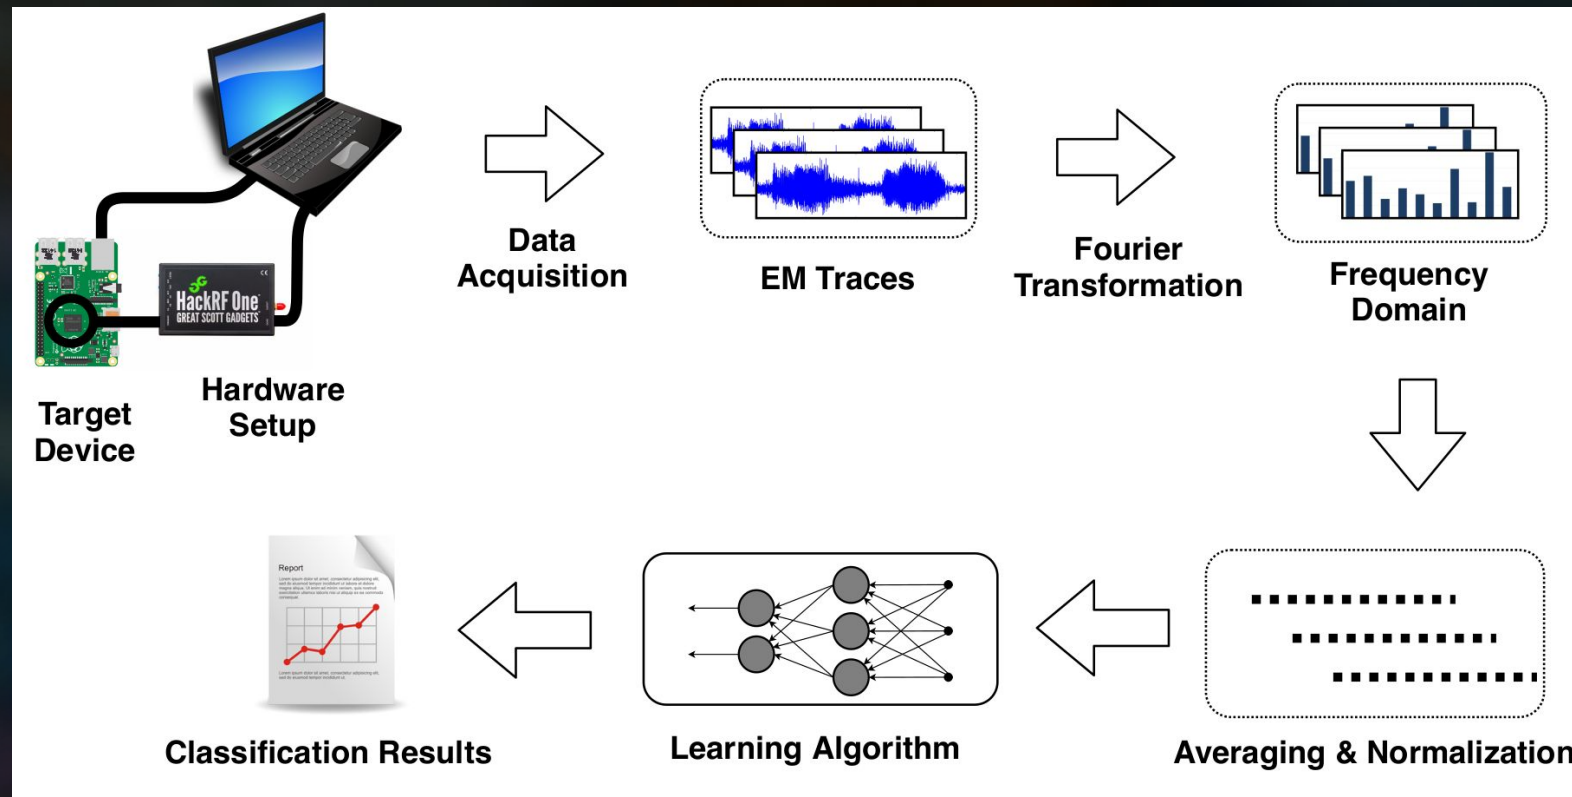 HackRF One
GREAT SCOTT GADGETS
Target
Device
Hardware
Setup
Data
Acquisition
EM Traces
Fourier
Transformation
Frequency
Domain
Report
Classification Results
Learning Algorithm
Averaging & Normalization